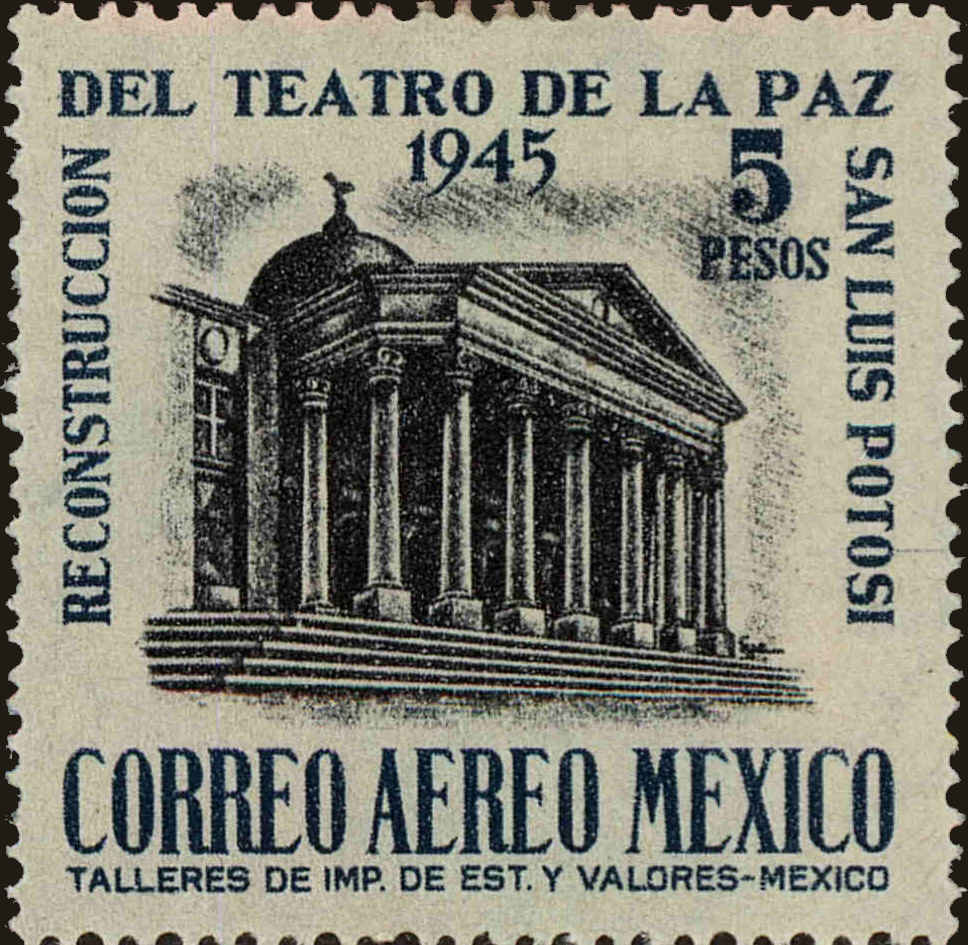 RECONSTRUCCION
DEL TEATRO DE LA PAZ
SAN LUIS POTOSI
1945
5
PESOS
CORREO AEREO MEXICO
TALLERES DE IMP. DE EST. Y VALORES-MEXICO